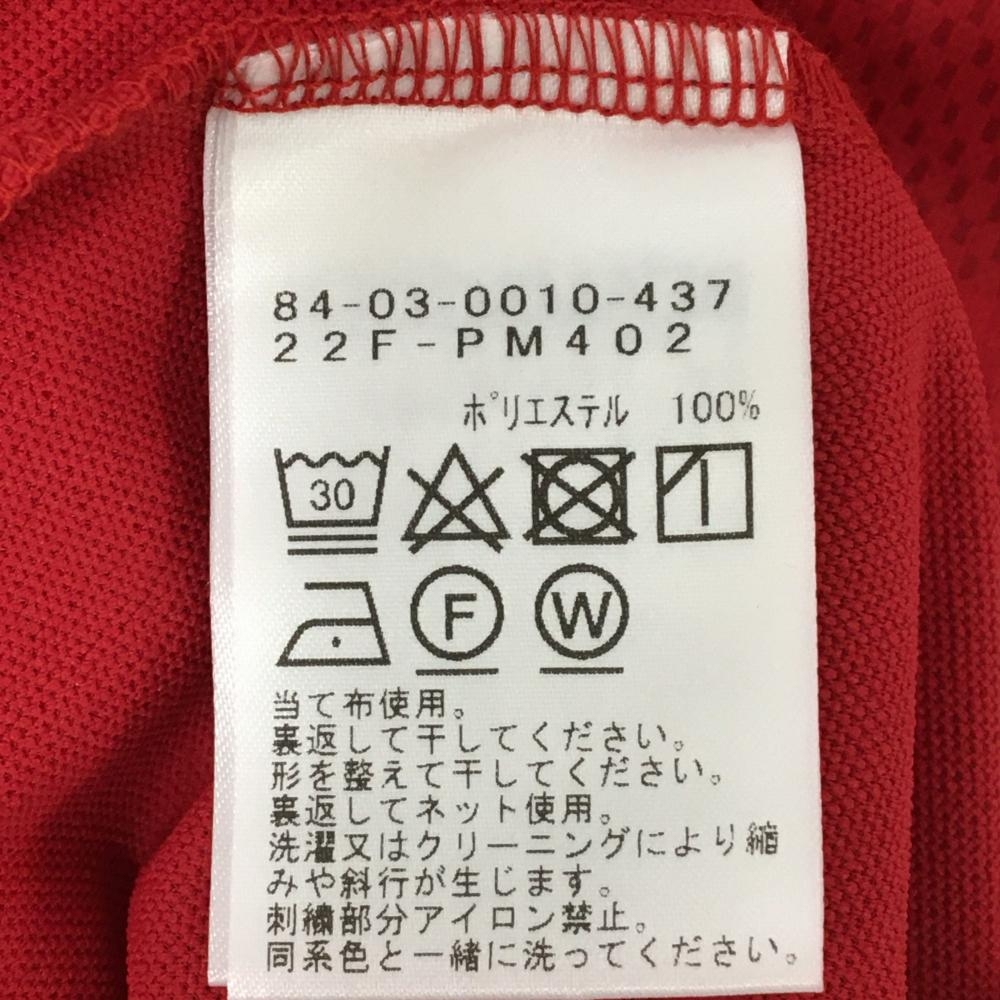 84-03-0010-437
22F-PM402
ポリエステル 100%
30
F W
当て布使用。
裏返して干してください。
形を整えて干してください。
裏返してネット使用。
洗濯又はクリーニングにより縮
みや斜行が生じます。
刺繍部分アイロン禁止。
同系色と一緒に洗ってください。